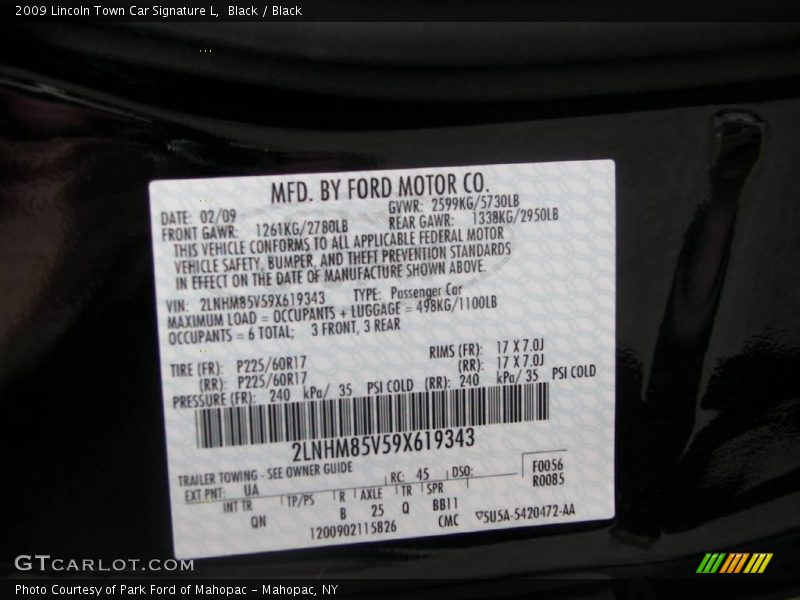 2009 Lincoln Town Car Signature L,  Black / Black
MFD. BY FORD MOTOR CO.
DATE: 02/09 GVWR: 2599KG/5730LB
FRONT GAWR: 1261KG/2780LB REAR GAWR: 1338KG/2950LB
THIS VEHICLE CONFORMS TO ALL APPLICABLE FEDERAL MOTOR
VEHICLE SAFETY, BUMPER, AND THEFT PREVENTION STANDARDS
IN EFFECT ON THE DATE OF MANUFACTURE SHOWN ABOVE.
VIN: 2LNHM85V59X619343 TYPE: Passenger Car
MAXIMUM LOAD = OCCUPANTS + LUGGAGE = 498KG/1100LB
OCCUPANTS = 6 TOTAL; 3 FRONT, 3 REAR
TIRE (FR): P225/60R17 RIMS (FR): 17 X 7.0J
(RR): P225/60R17 (RR): 17 X 7.0J
PRESSURE (FR): 240 kPa/ 35 PSI COLD (RR): 240 kPa/ 35 PSI COLD
2LNHM85V59X619343
TRAILER TOWING - SEE OWNER GUIDE
EXT PNT: UA RC: 45 DSO: F0056
R0085
INT TR TP/PS R AXLE TR SPR
QN B 25 Q BB11
1200902115826 CMC ▽5U5A-5420472-AA
GTCARLOT.COM
Photo Courtesy of Park Ford of Mahopac – Mahopac, NY